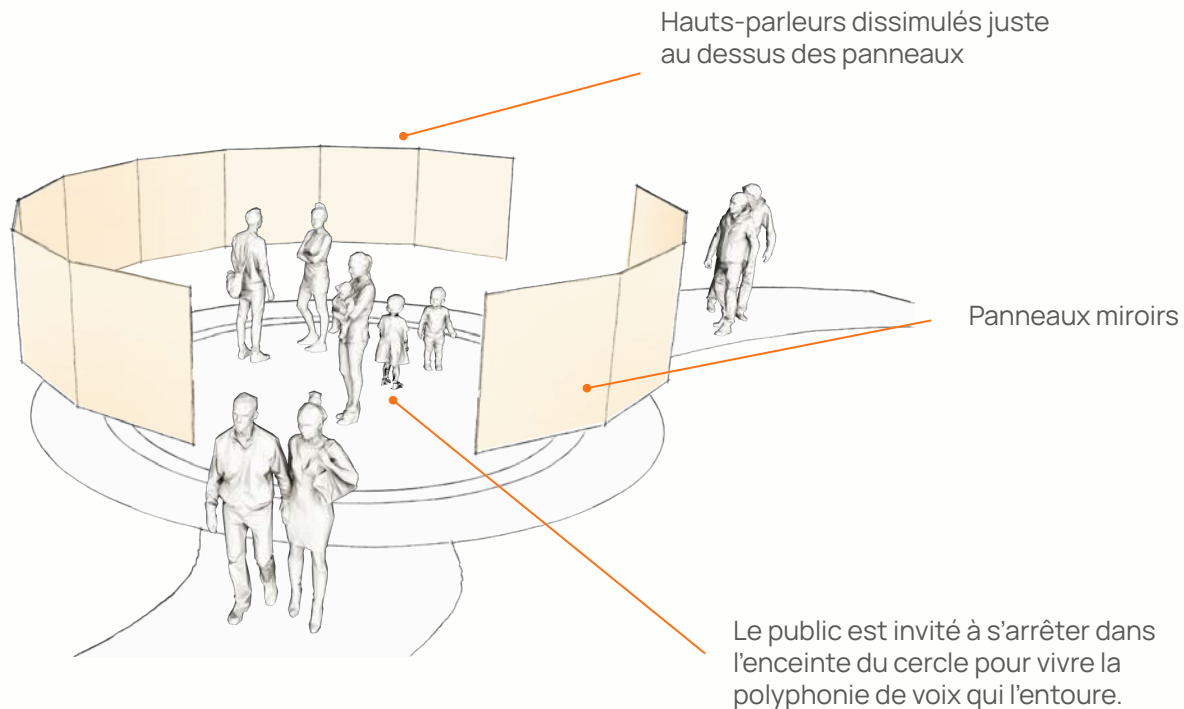 Hauts-parleurs dissimulés juste
au dessus des panneaux
Panneaux miroirs
Le public est invité à s’arrêter dans
l’enceinte du cercle pour vivre la
polyphonie de voix qui l’entoure.